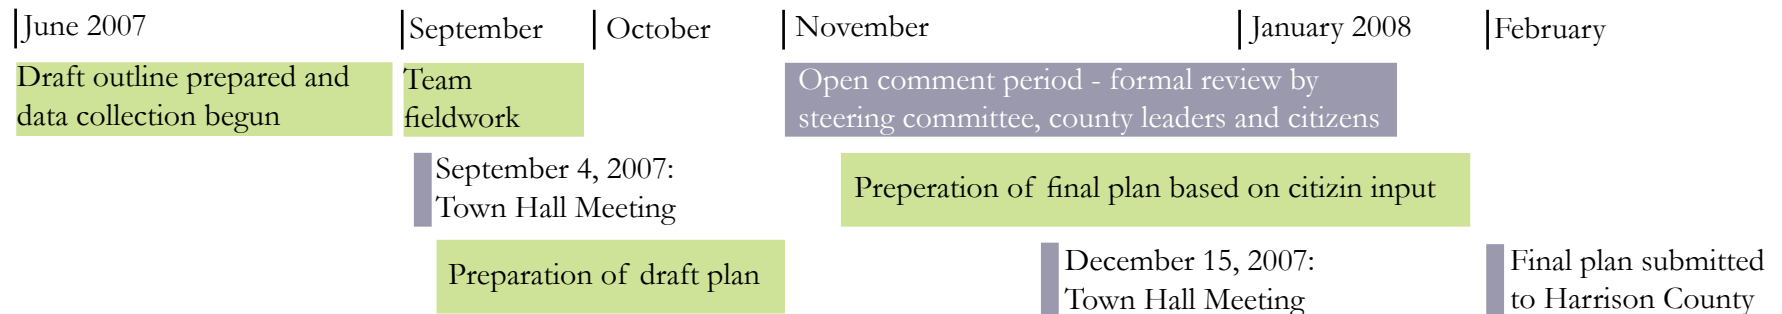 June 2007
September
October
November
January 2008
February
Draft outline prepared and
data collection begun
Team
fieldwork
Open comment period - formal review by
steering committee, county leaders and citizens
September 4, 2007:
Town Hall Meeting
Preperation of final plan based on citizin input
Preparation of draft plan
December 15, 2007:
Town Hall Meeting
Final plan submitted
to Harrison County